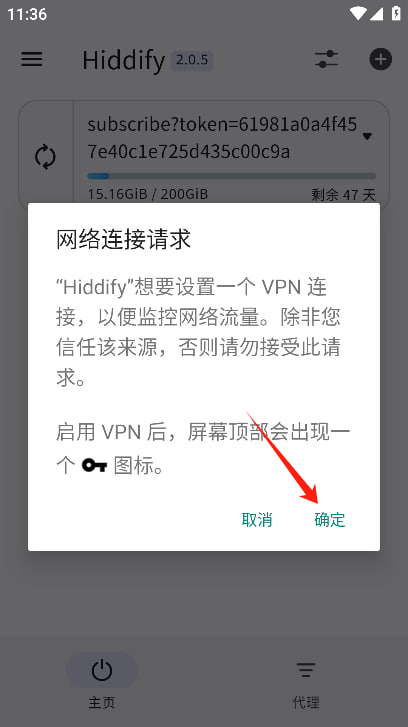 11:36
Hiddify 2.0.5
subscribe?token=61981a0a4f45
7e40c1e725d435c00c9a
15.16GiB / 200GiB 剩余 47 天
网络连接请求
“Hiddify”想要设置一个 VPN 连
接，以便监控网络流量。除非您
信任该来源，否则请勿接受此请
求。
启用 VPN 后，屏幕顶部会出现一
个 图标。
取消 确定
主页 代理